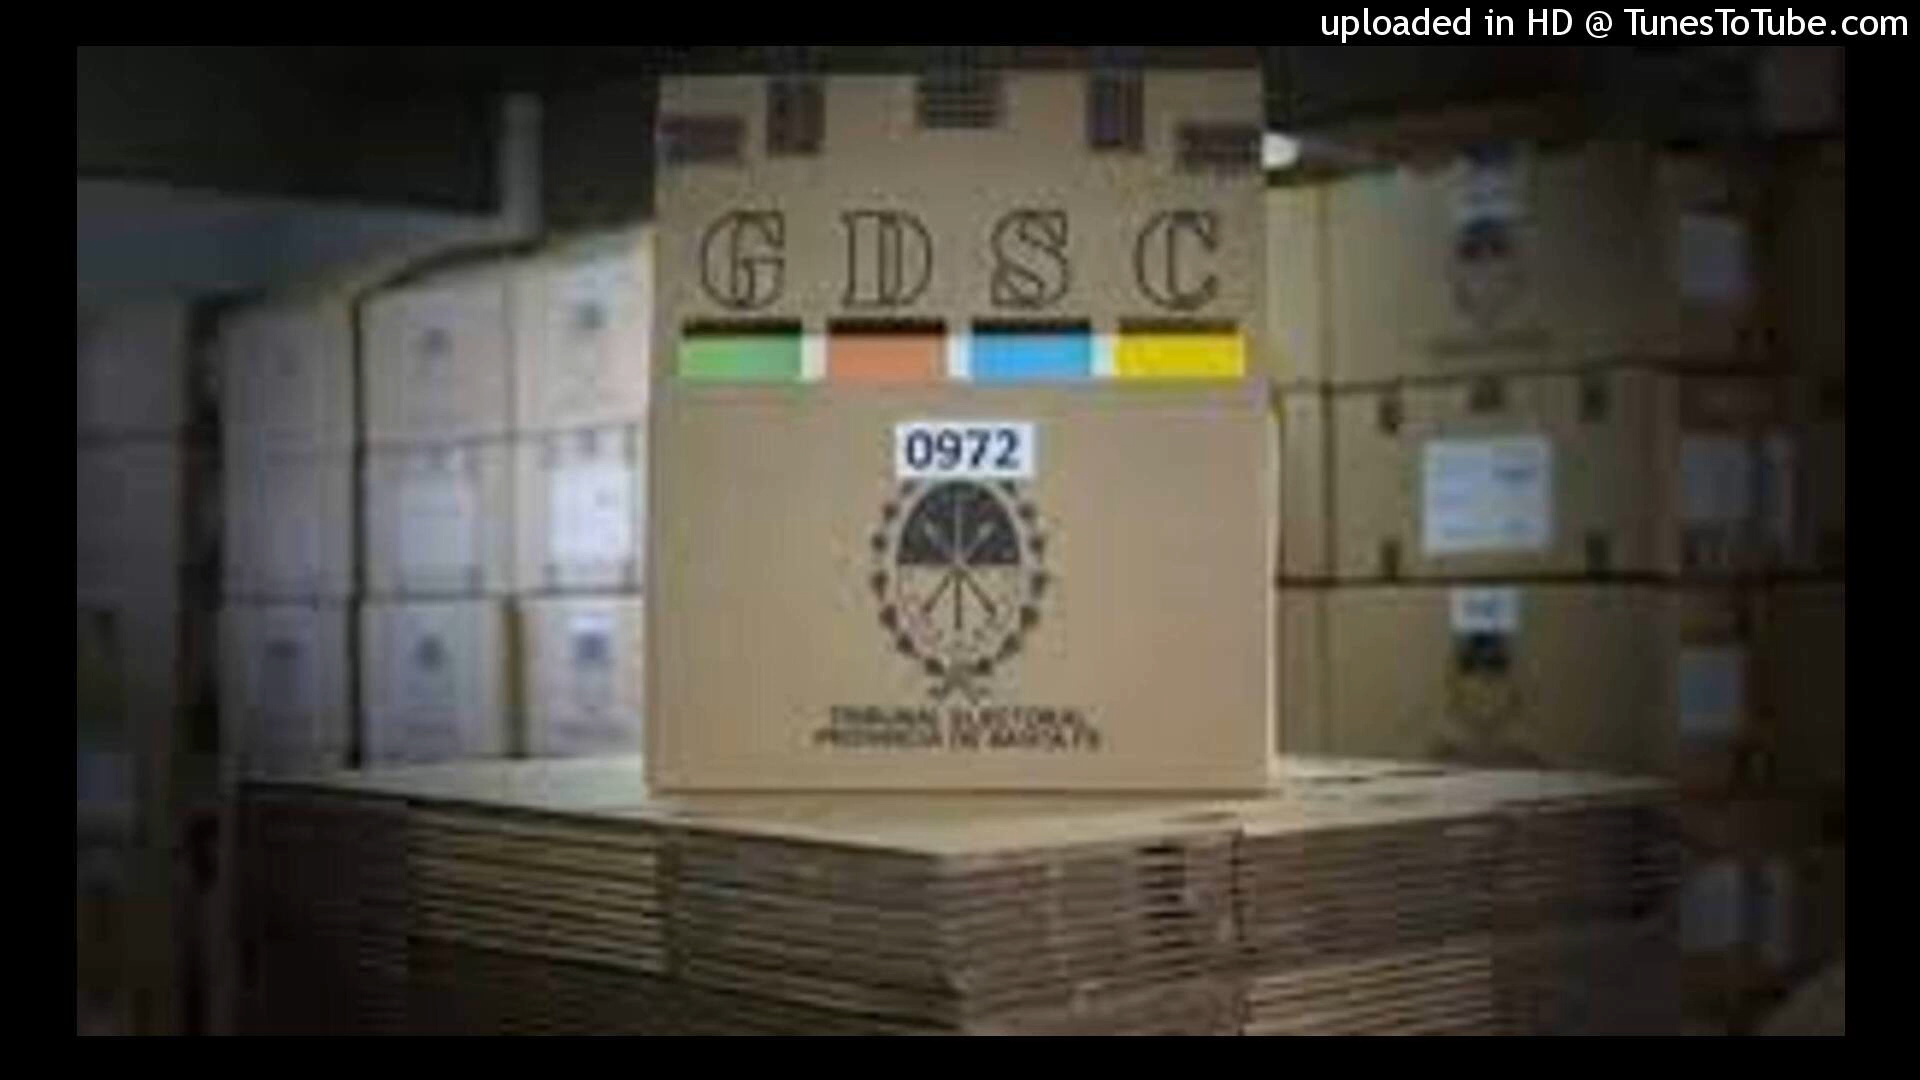 uploaded in HD @ TunesToTube.com
G D S C
0972
TRIBUNAL ELECTORAL
PROVINCIA DE SANTA FE